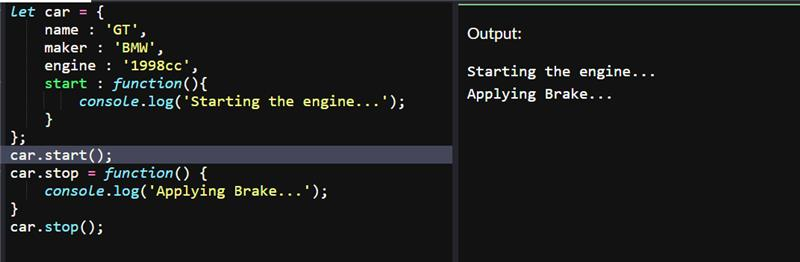 let car = {
    name : 'GT',
    maker : 'BMW',
    engine : '1998cc',
    start : function(){
        console.log('Starting the engine...');
    }
};
car.start();
car.stop = function() {
    console.log('Applying Brake...');
}
car.stop();
Output:
Starting the engine...
Applying Brake...